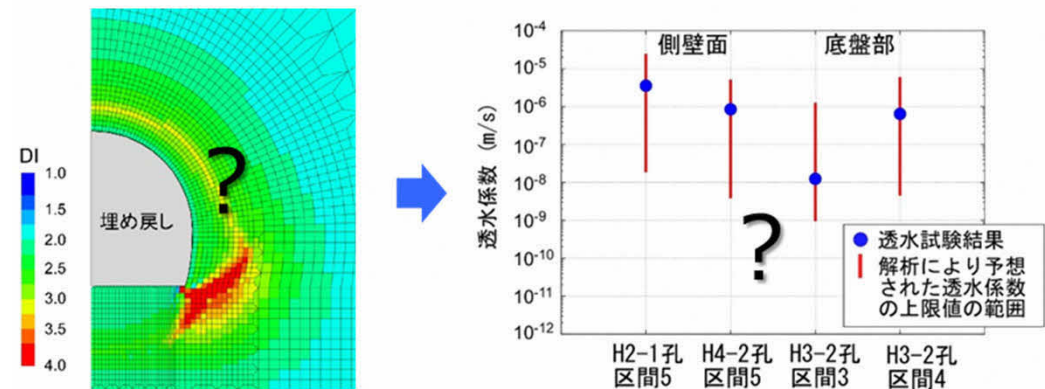 DI
1.0
1.5
2.0
2.5
3.0
3.5
4.0
埋め戻し
?
透水係数 (m/s)
10-4
10-5
10-6
10-7
10-8
10-9
10-10
10-11
10-12
側壁面
底盤部
?
透水試験結果
解析により予想
された透水係数
の上限値の範囲
H2-1孔
区間5
H4-2孔
区間5
H3-2孔
区間3
H3-2孔
区間4